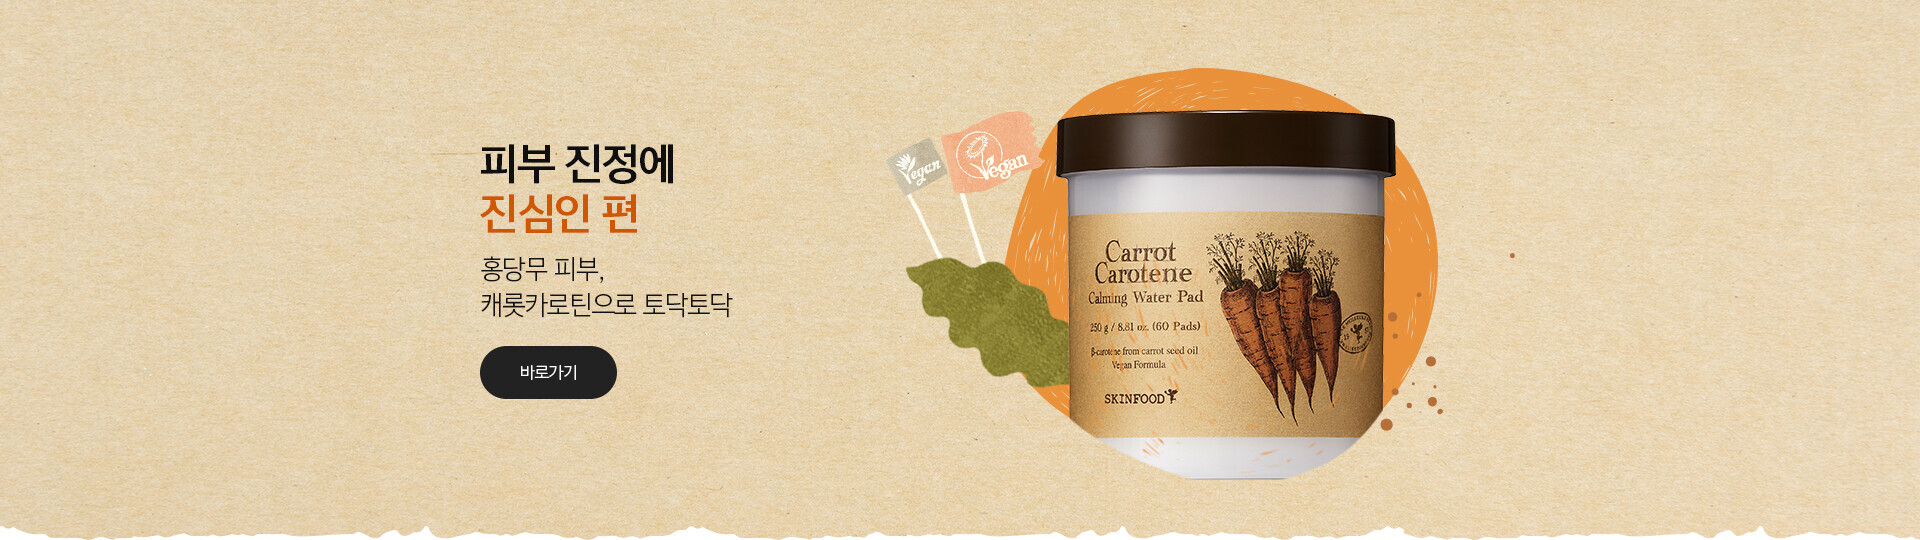 피부 진정에
진심인 편
홍당무 피부,
캐롯카로틴으로 토닥토닥
바로가기
Vegan
Vegan
Carrot
Carotene
Calming Water Pad
250 g / 8.81 oz. (60 Pads)
β-carotene from carrot seed oil
Vegan Formula
SKINFOOD